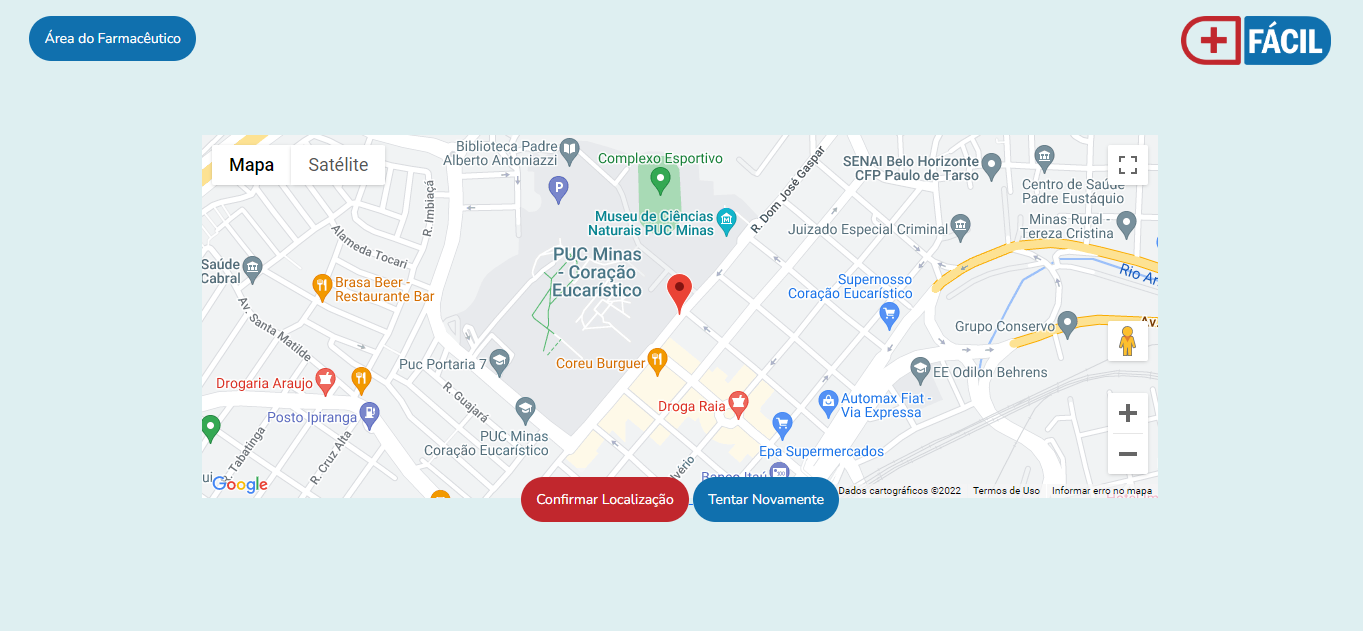 Área do Farmacêutico
FÁCIL
Mapa
Satélite
Biblioteca Padre
Alberto Antoniazzi
P
Complexo Esportivo
R. Dom José Gaspar
SENAI Belo Horizonte
CFP Paulo de Tarso
Centro de Saúde
Padre Eustáquio
R. Imbiaçá
Museu de Ciências
Naturais PUC Minas
Juizado Especial Criminal
Minas Rural -
Tereza Cristina
Alameda Tocari
Saúde
Cabral
PUC Minas
- Coração
Eucarístico
Rio Ar
Brasa Beer -
Restaurante Bar
Supernosso
Coração Eucarístico
Av. Santa Matilde
Grupo Conservo
AV.
Puc Portaria 7
Coreu Burguer
EE Odilon Behrens
Drogaria Araujo
R. Guajará
Droga Raia
Automax Fiat -
Via Expressa
Posto Ipiranga
PUC Minas
Coração Eucarístico
R. Tabatinga
R. Cruz Alta
Epa Supermercados
ivério
Banco Itaú
ui
Google
Confirmar Localização
Tentar Novamente
Dados cartográficos ©2022
Termos de Uso
Informar erro no mapa